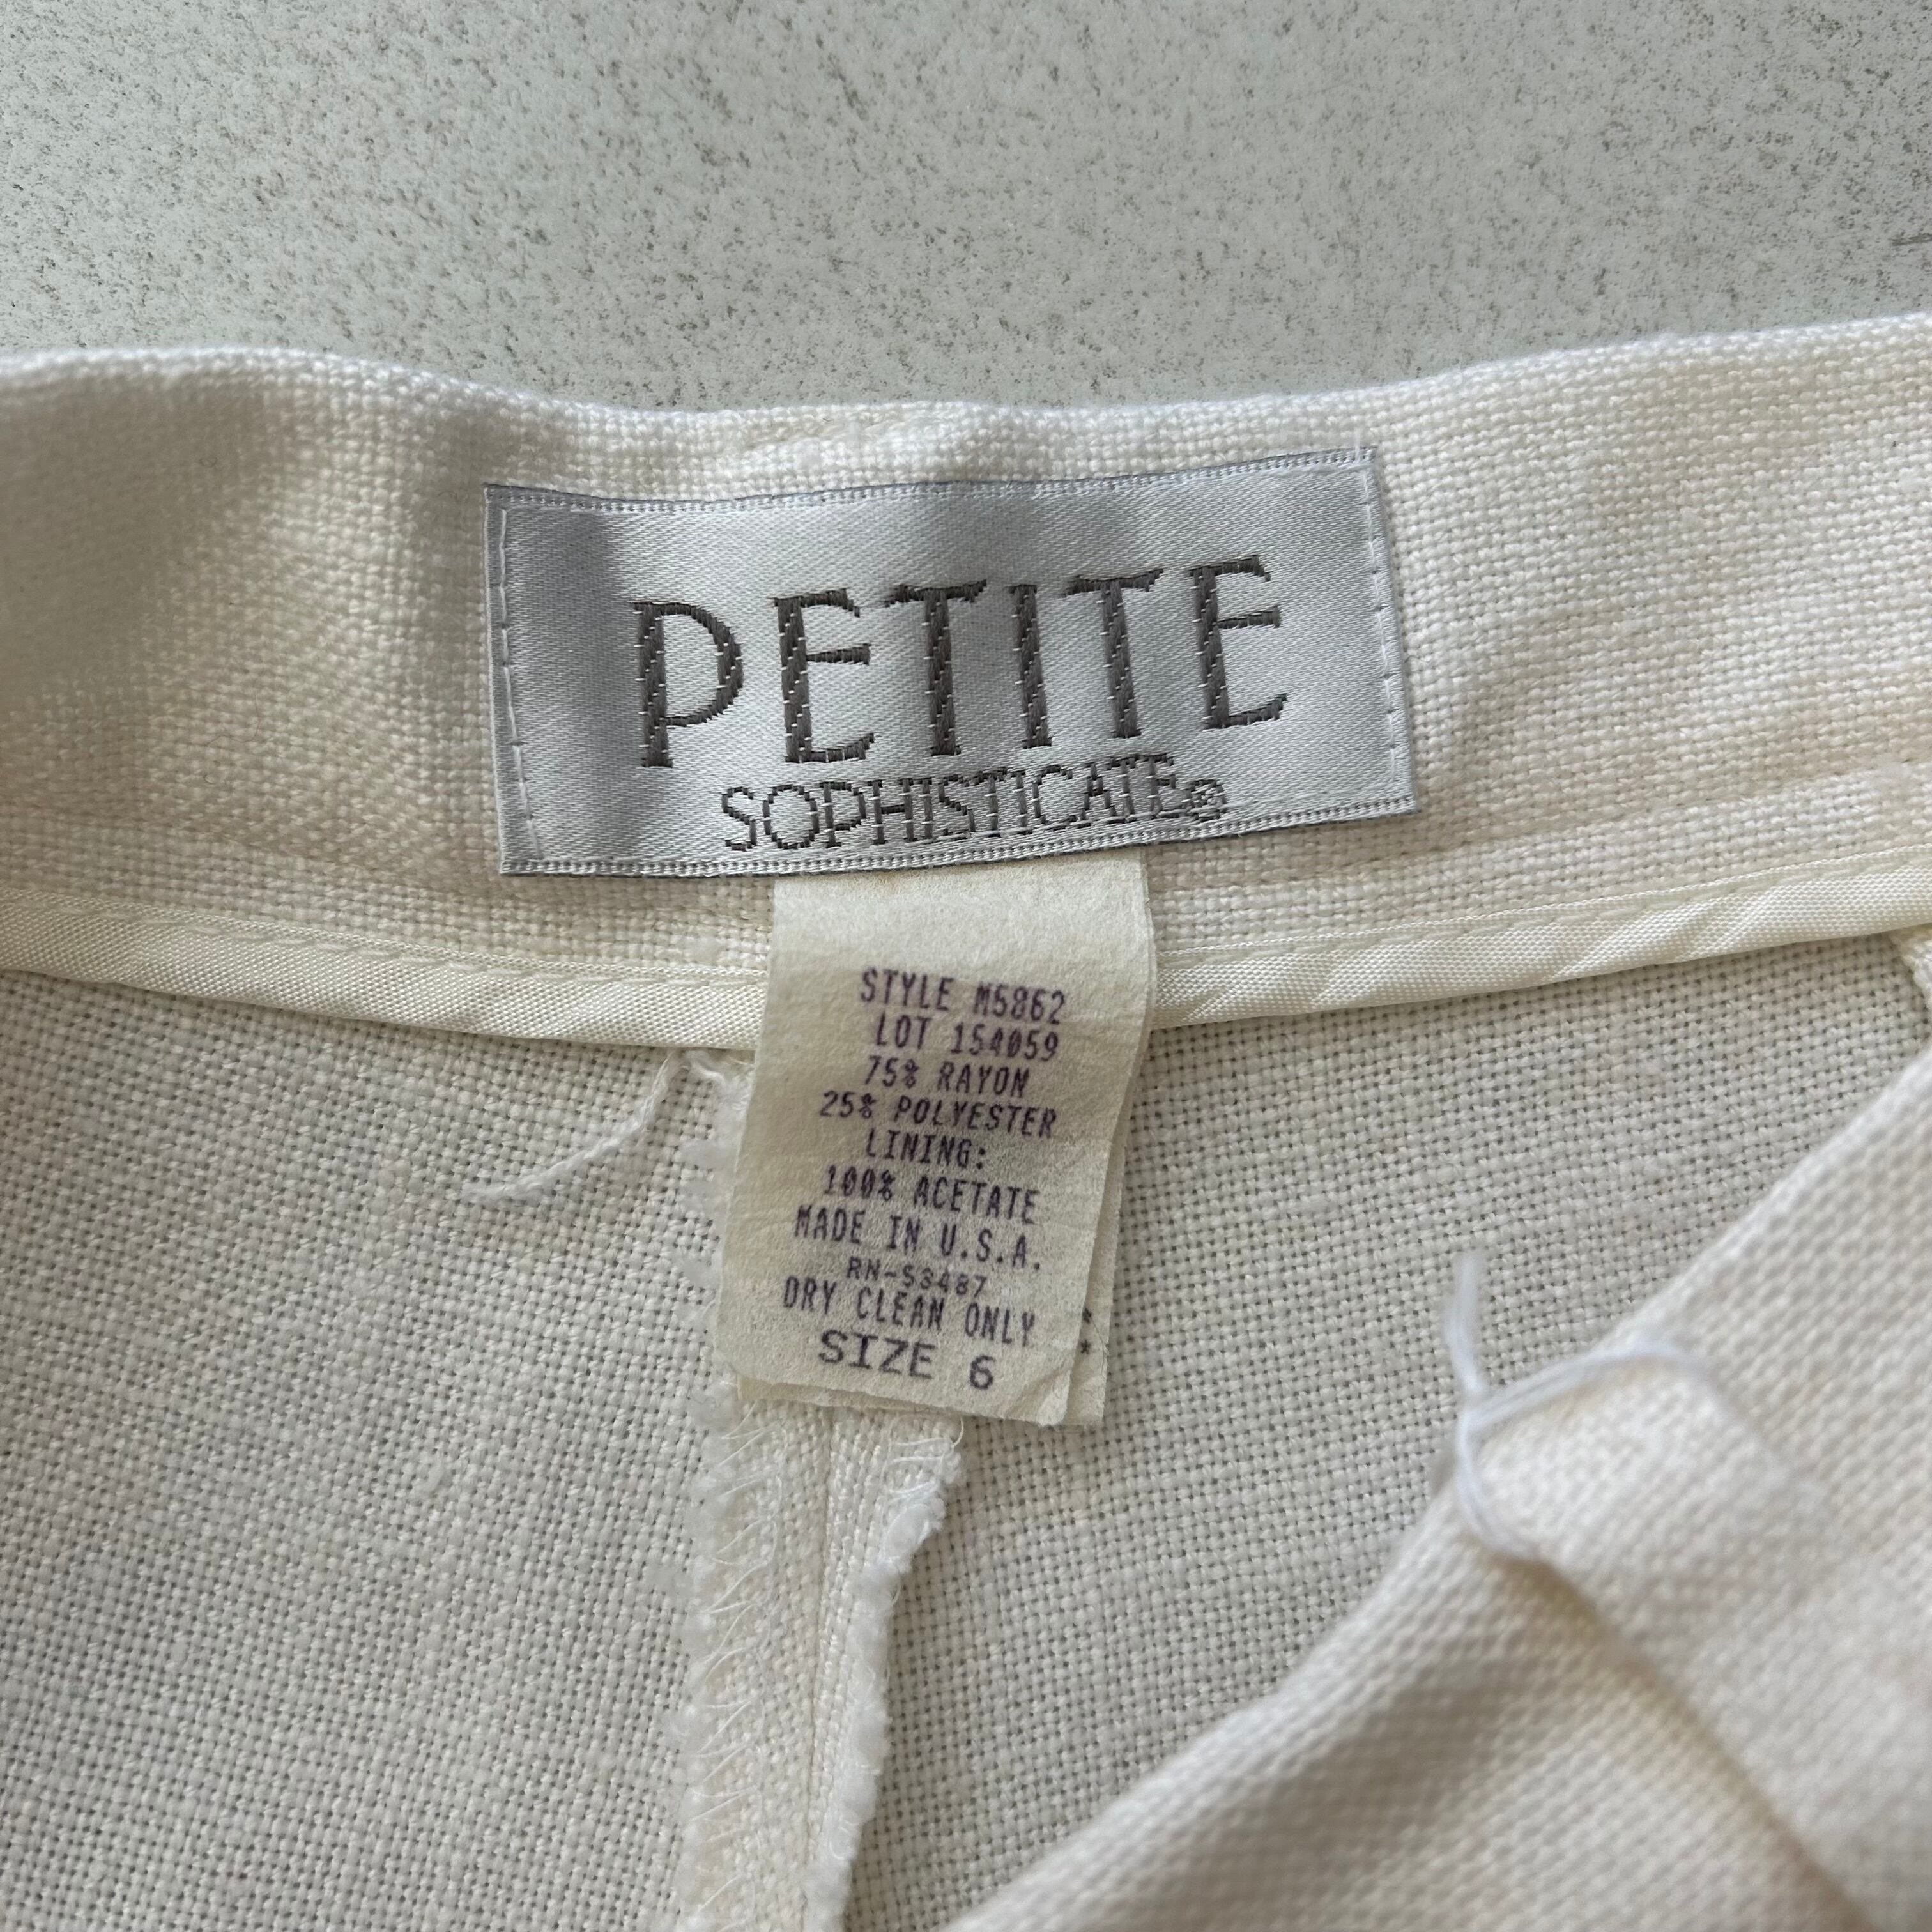 PETITE
SOPHISTICATE®
STYLE M5862
LOT 154059
75% RAYON
25% POLYESTER
LINING:
100% ACETATE
MADE IN U.S.A.
RN-53487
DRY CLEAN ONLY
SIZE 6